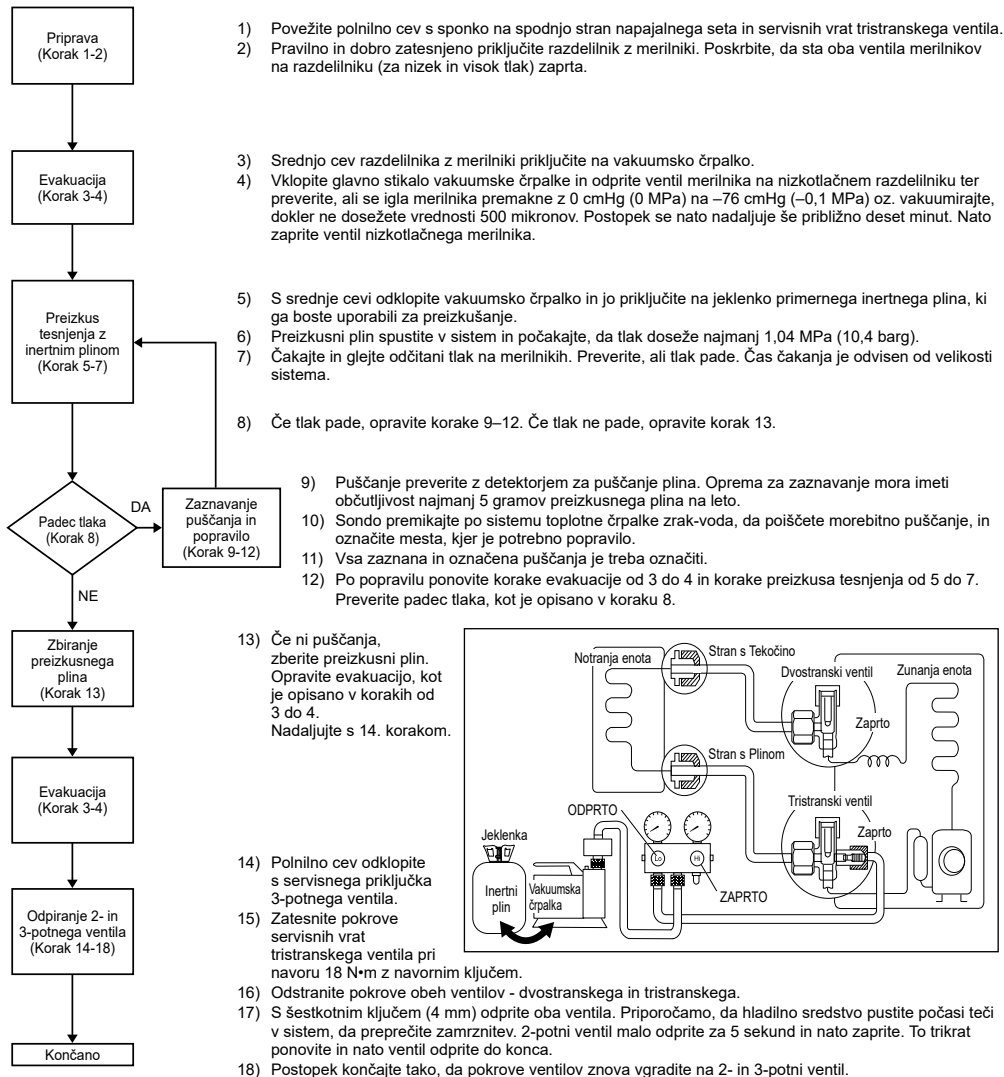 Priprava
(Korak 1-2)
1) Povežite polnilno cev s sponko na spodnjo stran napajalnega seta in servisnih vrat tristranskega ventila.
2) Pravilno in dobro zatesnjeno priključite razdelilnik z merilniki. Poskrbite, da sta oba ventila merilnikov
na razdelilniku (za nizek in visok tlak) zaprta.
Evakuacija
(Korak 3-4)
3) Srednjo cev razdelilnika z merilniki priključite na vakuumsko črpalko.
4) Vklopite glavno stikalo vakuumske črpalke in odprite ventil merilnika na nizkotlačnem razdelilniku ter
preverite, ali se igla merilnika premakne z 0 cmHg (0 MPa) na –76 cmHg (–0,1 MPa) oz. vakuumirajte,
dokler ne dosežete vrednosti 500 mikronov. Postopek se nato nadaljuje še približno deset minut. Nato
zaprite ventil nizkotlačnega merilnika.
Preizkus
tesnjenja z
inertnim plinom
(Korak 5-7)
5) S srednje cevi odklopite vakuumsko črpalko in jo priključite na jeklenko primernega inertnega plina, ki
ga boste uporabili za preizkušanje.
6) Preizkusni plin spustite v sistem in počakajte, da tlak doseže najmanj 1,04 MPa (10,4 barg).
7) Čakajte in glejte odčitani tlak na merilnikih. Preverite, ali tlak pade. Čas čakanja je odvisen od velikosti
sistema.
8) Če tlak pade, opravite korake 9–12. Če tlak ne pade, opravite korak 13.
Padec tlaka
(Korak 8)
DA
NE
Zaznavanje
puščanja in
popravilo
(Korak 9-12)
9) Puščanje preverite z detektorjem za puščanje plina. Oprema za zaznavanje mora imeti
občutljivost najmanj 5 gramov preizkusnega plina na leto.
10) Sondo premikajte po sistemu toplotne črpalke zrak-voda, da poiščete morebitno puščanje, in
označite mesta, kjer je potrebno popravilo.
11) Vsa zaznana in označena puščanja je treba označiti.
12) Po popravilu ponovite korake evakuacije od 3 do 4 in korake preizkusa tesnjenja od 5 do 7.
Preverite padec tlaka, kot je opisano v koraku 8.
Zbiranje
preizkusnega
plina
(Korak 13)
13) Če ni puščanja,
zberite preizkusni plin.
Opravite evakuacijo, kot
je opisano v korakih od
3 do 4.
Nadaljujte s 14. korakom.
Notranja enota
Stran s Tekočino
Dvostranski ventil
Zunanja enota
Zaprto
Stran s Plinom
Tristranski ventil
Zaprto
ODPRTO
Jeklenka
Lo
Hi
Inertni
plin
Vakuumska
črpalka
ZAPRTO
Evakuacija
(Korak 3-4)
Odpiranje 2- in
3-potnega ventila
(Korak 14-18)
14) Polnilno cev odklopite
s servisnega priključka
3-potnega ventila.
15) Zatesnite pokrove
servisnih vrat
tristranskega ventila pri
navoru 18 N•m z navornim ključem.
16) Odstranite pokrove obeh ventilov - dvostranskega in tristranskega.
17) S šestkotnim ključem (4 mm) odprite oba ventila. Priporočamo, da hladilno sredstvo pustite počasi teči
v sistem, da preprečite zamrznitev. 2-potni ventil malo odprite za 5 sekund in nato zaprite. To trikrat
ponovite in nato ventil odprite do konca.
18) Postopek končajte tako, da pokrove ventilov znova vgradite na 2- in 3-potni ventil.
Končano